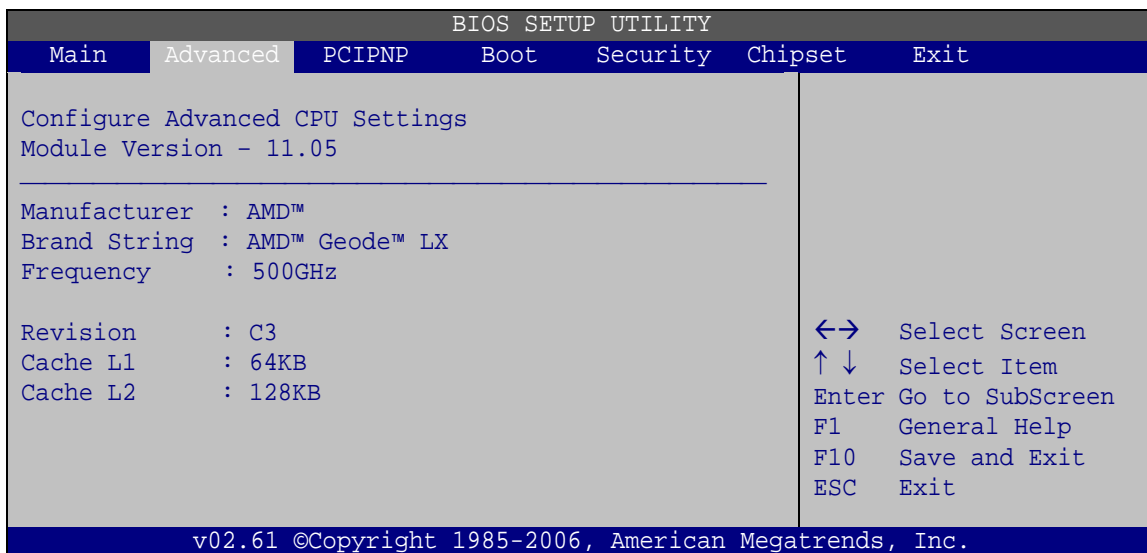 BIOS SETUP UTILITY
Main Advanced PCIPNP Boot Security Chipset Exit
Configure Advanced CPU Settings
Module Version – 11.05
Manufacturer : AMD™
Brand String : AMD™ Geode™ LX
Frequency : 500GHz
Revision : C3
Cache L1 : 64KB
Cache L2 : 128KB
←→ Select Screen
↑ ↓ Select Item
Enter Go to SubScreen
F1 General Help
F10 Save and Exit
ESC Exit
v02.61 ©Copyright 1985-2006, American Megatrends, Inc.